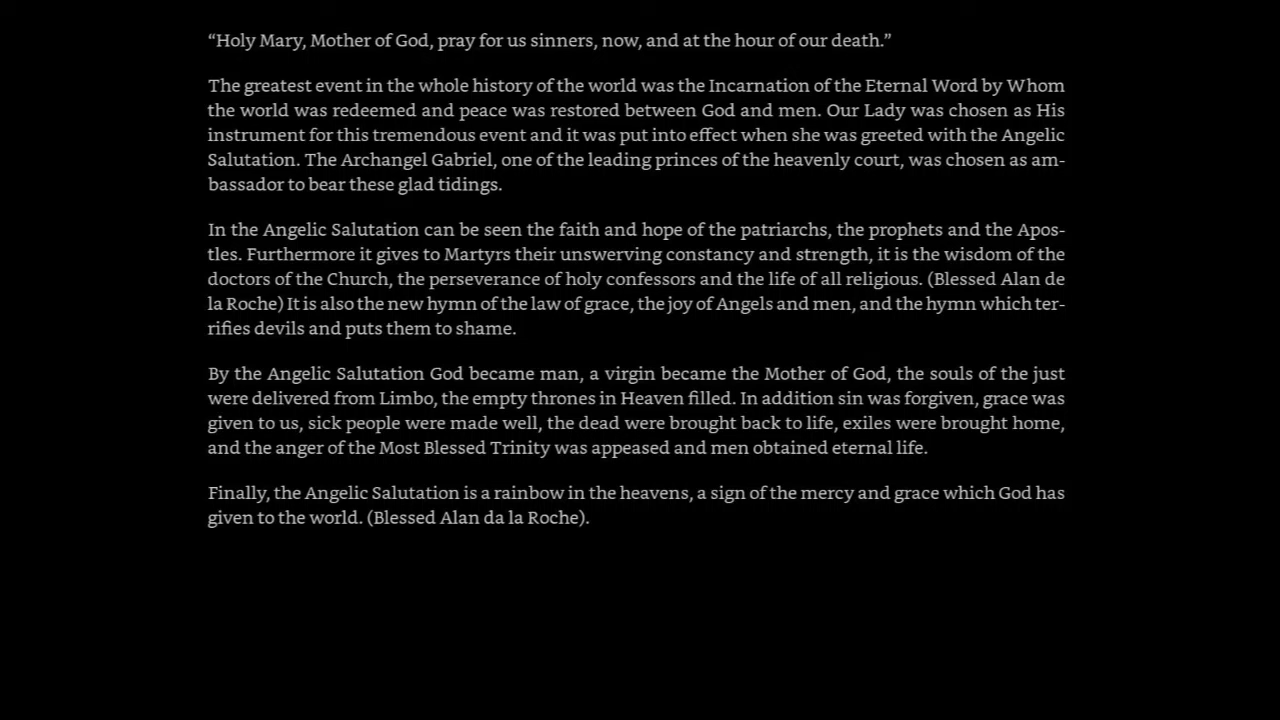 “Holy Mary, Mother of God, pray for us sinners, now, and at the hour of our death.”
The greatest event in the whole history of the world was the Incarnation of the Eternal Word by Whom
the world was redeemed and peace was restored between God and men. Our Lady was chosen as His
instrument for this tremendous event and it was put into effect when she was greeted with the Angelic
Salutation. The Archangel Gabriel, one of the leading princes of the heavenly court, was chosen as am-
bassador to bear these glad tidings.
In the Angelic Salutation can be seen the faith and hope of the patriarchs, the prophets and the Apos-
tles. Furthermore it gives to Martyrs their unswerving constancy and strength, it is the wisdom of the
doctors of the Church, the perseverance of holy confessors and the life of all religious. (Blessed Alan de
la Roche) It is also the new hymn of the law of grace, the joy of Angels and men, and the hymn which ter-
rifies devils and puts them to shame.
By the Angelic Salutation God became man, a virgin became the Mother of God, the souls of the just
were delivered from Limbo, the empty thrones in Heaven filled. In addition sin was forgiven, grace was
given to us, sick people were made well, the dead were brought back to life, exiles were brought home,
and the anger of the Most Blessed Trinity was appeased and men obtained eternal life.
Finally, the Angelic Salutation is a rainbow in the heavens, a sign of the mercy and grace which God has
given to the world. (Blessed Alan da la Roche).